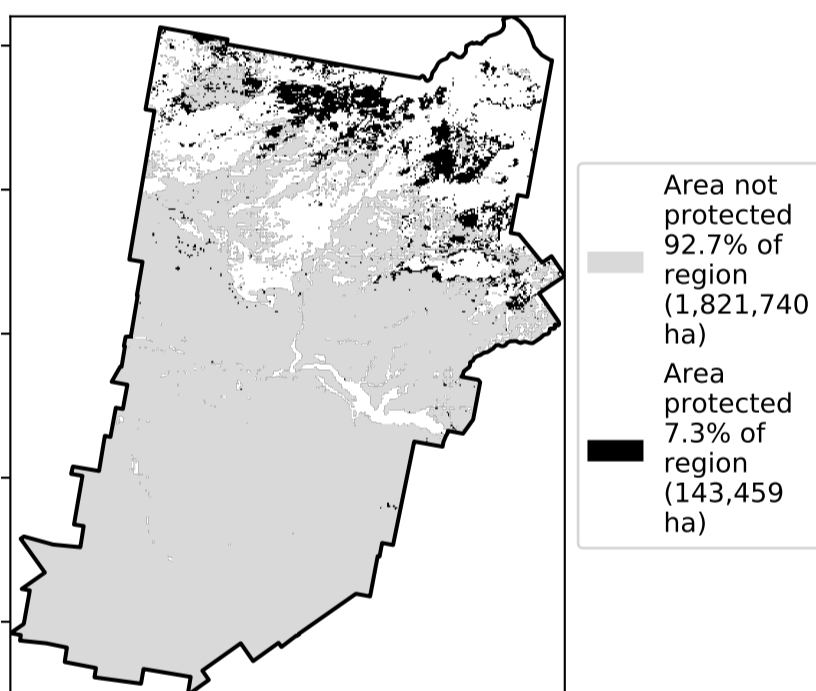 Area not
protected
92.7% of
region
(1,821,740
ha)
Area
protected
7.3% of
region
(143,459
ha)